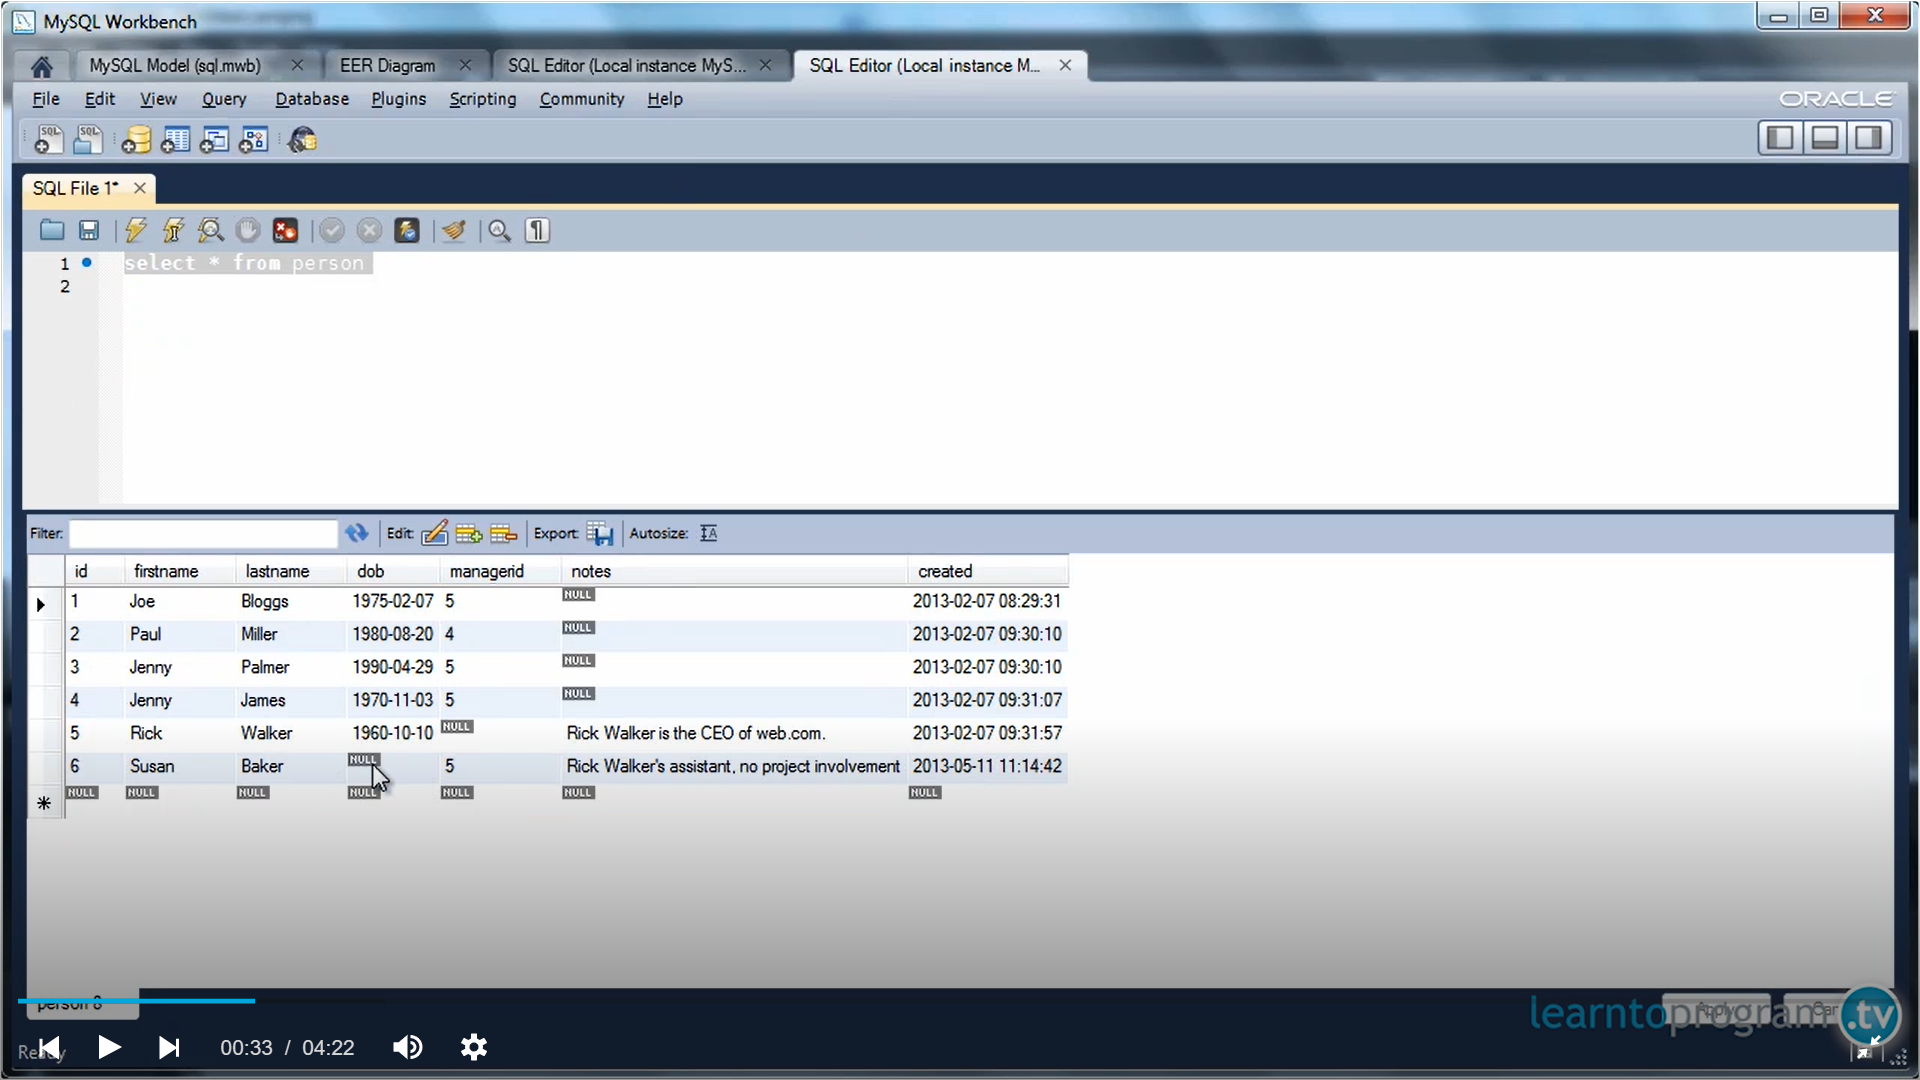 MySQL Workbench
MySQL Model (sql.mwb) EER Diagram SQL Editor (Local instance MyS... SQL Editor (Local instance M...
File Edit View Query Database Plugins Scripting Community Help
ORACLE
SQL SQL
SQL File 1*
1 select * from person
2
Filter: Edit: Export: Autosize:
id firstname lastname dob managerid notes created
1 Joe Bloggs 1975-02-07 5 NULL 2013-02-07 08:29:31
2 Paul Miller 1980-08-20 4 NULL 2013-02-07 09:30:10
3 Jenny Palmer 1990-04-29 5 NULL 2013-02-07 09:30:10
4 Jenny James 1970-11-03 5 NULL 2013-02-07 09:31:07
5 Rick Walker 1960-10-10 NULL Rick Walker is the CEO of web.com. 2013-02-07 09:31:57
6 Susan Baker NULL 5 Rick Walker's assistant, no project involvement 2013-05-11 11:14:42
NULL NULL NULL NULL NULL NULL NULL
person 8
learntoprogram.tv
Apply
00:33 / 04:22